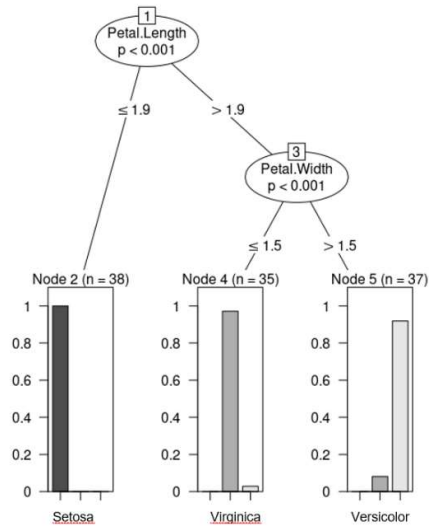 1
Petal.Length
p < 0.001
≤ 1.9
> 1.9
3
Petal.Width
p < 0.001
≤ 1.5
> 1.5
Node 2 (n = 38)
Node 4 (n = 35)
Node 5 (n = 37)
1
0.8
0.6
0.4
0.2
0
1
0.8
0.6
0.4
0.2
0
1
0.8
0.6
0.4
0.2
0
Setosa
Virginica
Versicolor